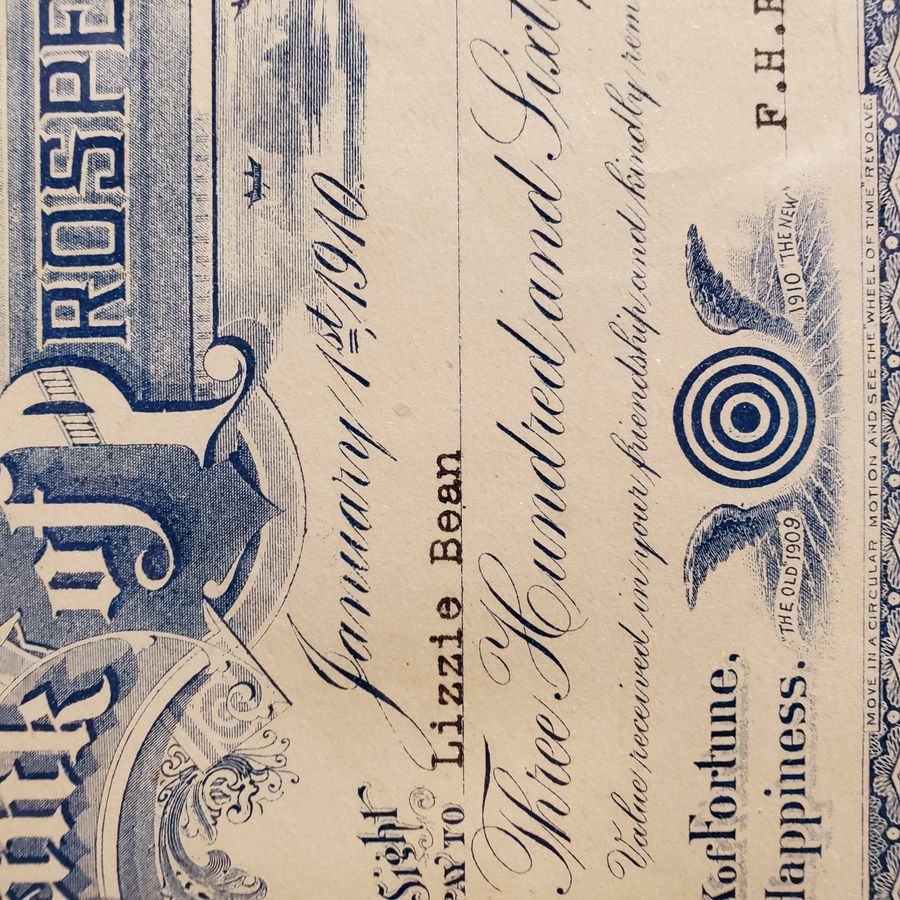 of ROSPE
January 1st, 1910.
Sight
PAY TO Lizzie Bean
Three Hundred and Sixty
Value received in your friendship and kindly rem
of Fortune,
Happiness.
F.H.
THE OLD 1909
1910 "THE NEW"
MOVE IN A CIRCULAR MOTION AND SEE THE "WHEEL OF TIME" REVOLVE.